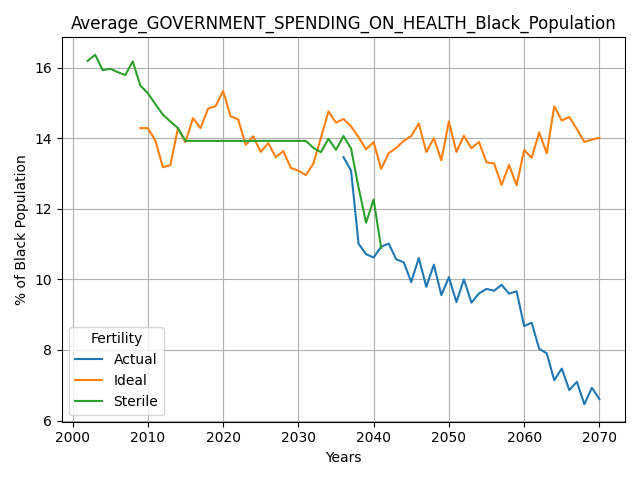 Average_GOVERNMENT_SPENDING_ON_HEALTH_Black_Population
% of Black Population
16
14
12
10
8
6
Fertility
Actual
Ideal
Sterile
2000 2010 2020 2030 2040 2050 2060 2070
Years